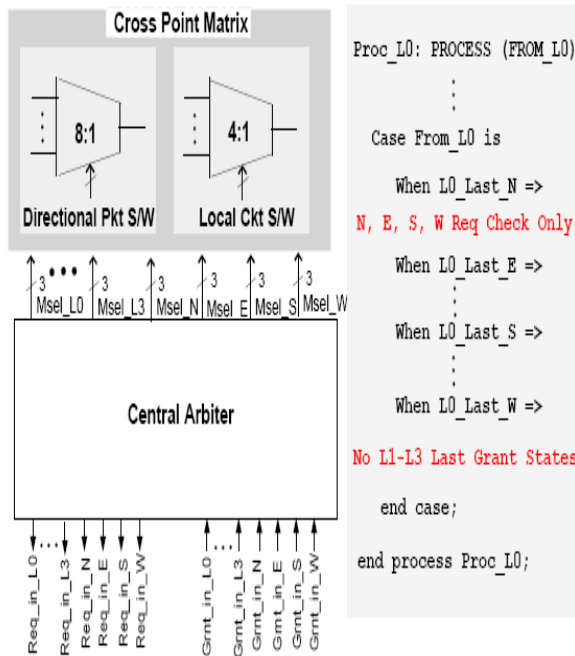 Cross Point Matrix
8:1
4:1
Directional Pkt S/W
Local Ckt S/W
3
3
3
3
3
3
Msel_L0
Msel_L3
Msel_N
Msel_E
Msel_S
Msel_W
Central Arbiter
Req_in_L0
Req_in_L3
Req_in_N
Req_in_E
Req_in_S
Req_in_W
Grnt_in_L0
Grnt_in_L3
Grnt_in_N
Grnt_in_E
Grnt_in_S
Grnt_in_W
Proc_L0: PROCESS (FROM_L0)
Case From_L0 is
When L0_Last_N =>
N, E, S, W Req Check Only
When L0_Last_E =>
When L0_Last_S =>
When L0_Last_W =>
No L1-L3 Last Grant States
end case;
end process Proc_L0;